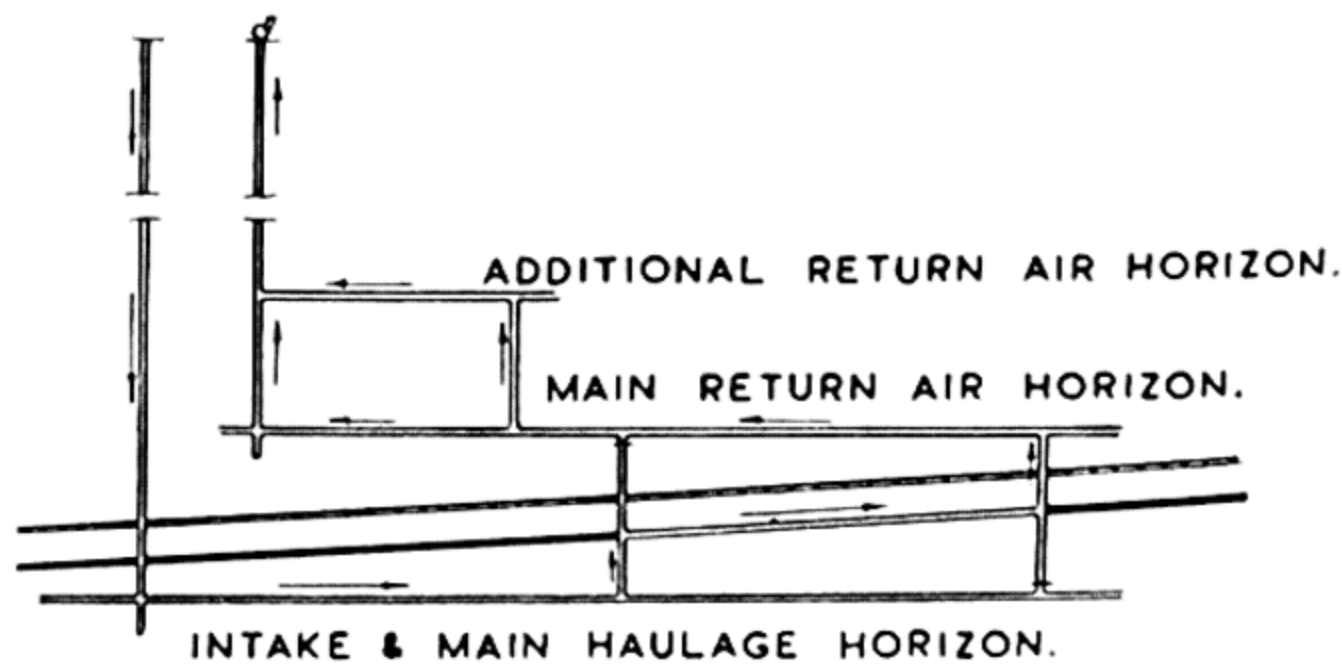 ADDITIONAL RETURN AIR HORIZON.
MAIN RETURN AIR HORIZON.
INTAKE & MAIN HAULAGE HORIZON.